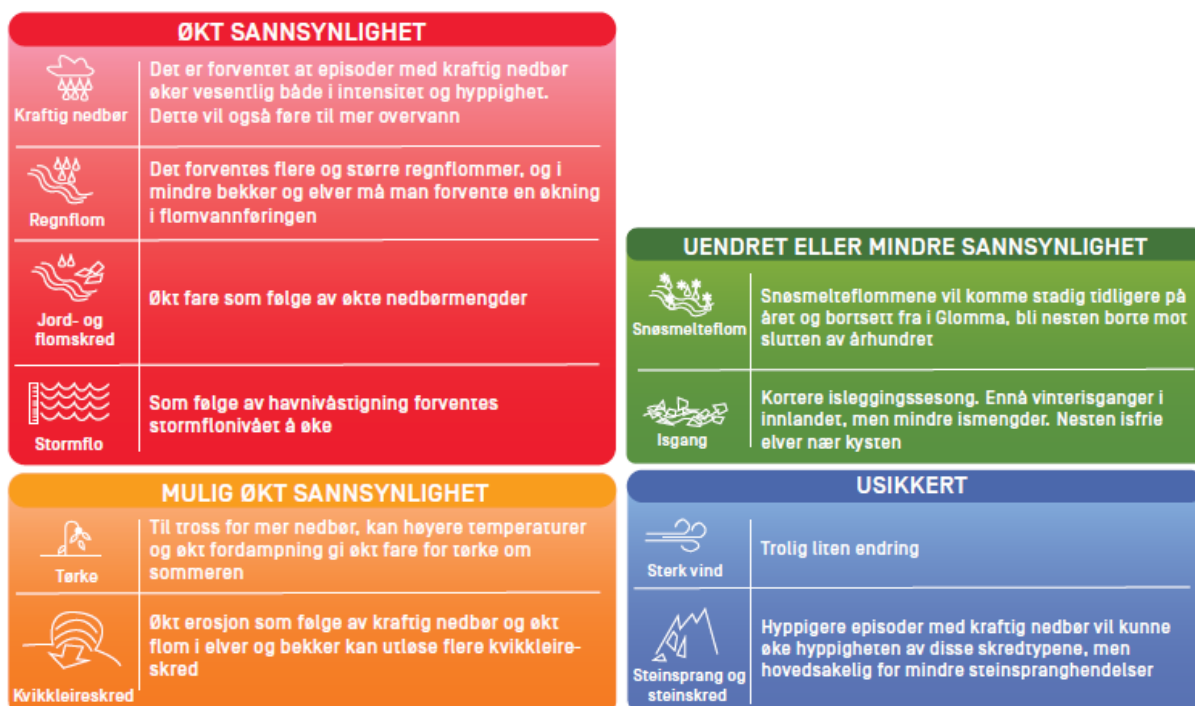 ØKT SANNSYNLIGHET
Kraftig nedbør
Det er forventet at episoder med kraftig nedbør
øker vesentlig både i intensitet og hyppighet.
Dette vil også føre til mer overvann
Regnflom
Det forventes flere og større regnflommer, og i
mindre bekker og elver må man forvente en økning
i flomvannføringen
Jord- og
flomskred
Økt fare som følge av økte nedbørmengder
Stormflo
Som følge av havnivåstigning forventes
stormflonivået å øke
UENDRET ELLER MINDRE SANNSYNLIGHET
Snøsmelteflom
Snøsmelteflommene vil komme stadig tidligere på
året og bortsett fra i Glomma, bli nesten borte mot
slutten av århundret
Isgang
Kortere isleggingssesong. Ennå vinterisganger i
innlandet, men mindre ismengder. Nesten isfrie
elver nær kysten
MULIG ØKT SANNSYNLIGHET
Tørke
Til tross for mer nedbør, kan høyere temperaturer
og økt fordampning gi økt fare for tørke om
sommeren
Kvikkleireskred
Økt erosjon som følge av kraftig nedbør og økt
flom i elver og bekker kan utløse flere kvikkleire-
skred
USIKKERT
Sterk vind
Trolig liten endring
Steinsprang og
steinskred
Hyppigere episoder med kraftig nedbør vil kunne
øke hyppigheten av disse skredtypene, men
hovedsakelig for mindre steinspranghendelser